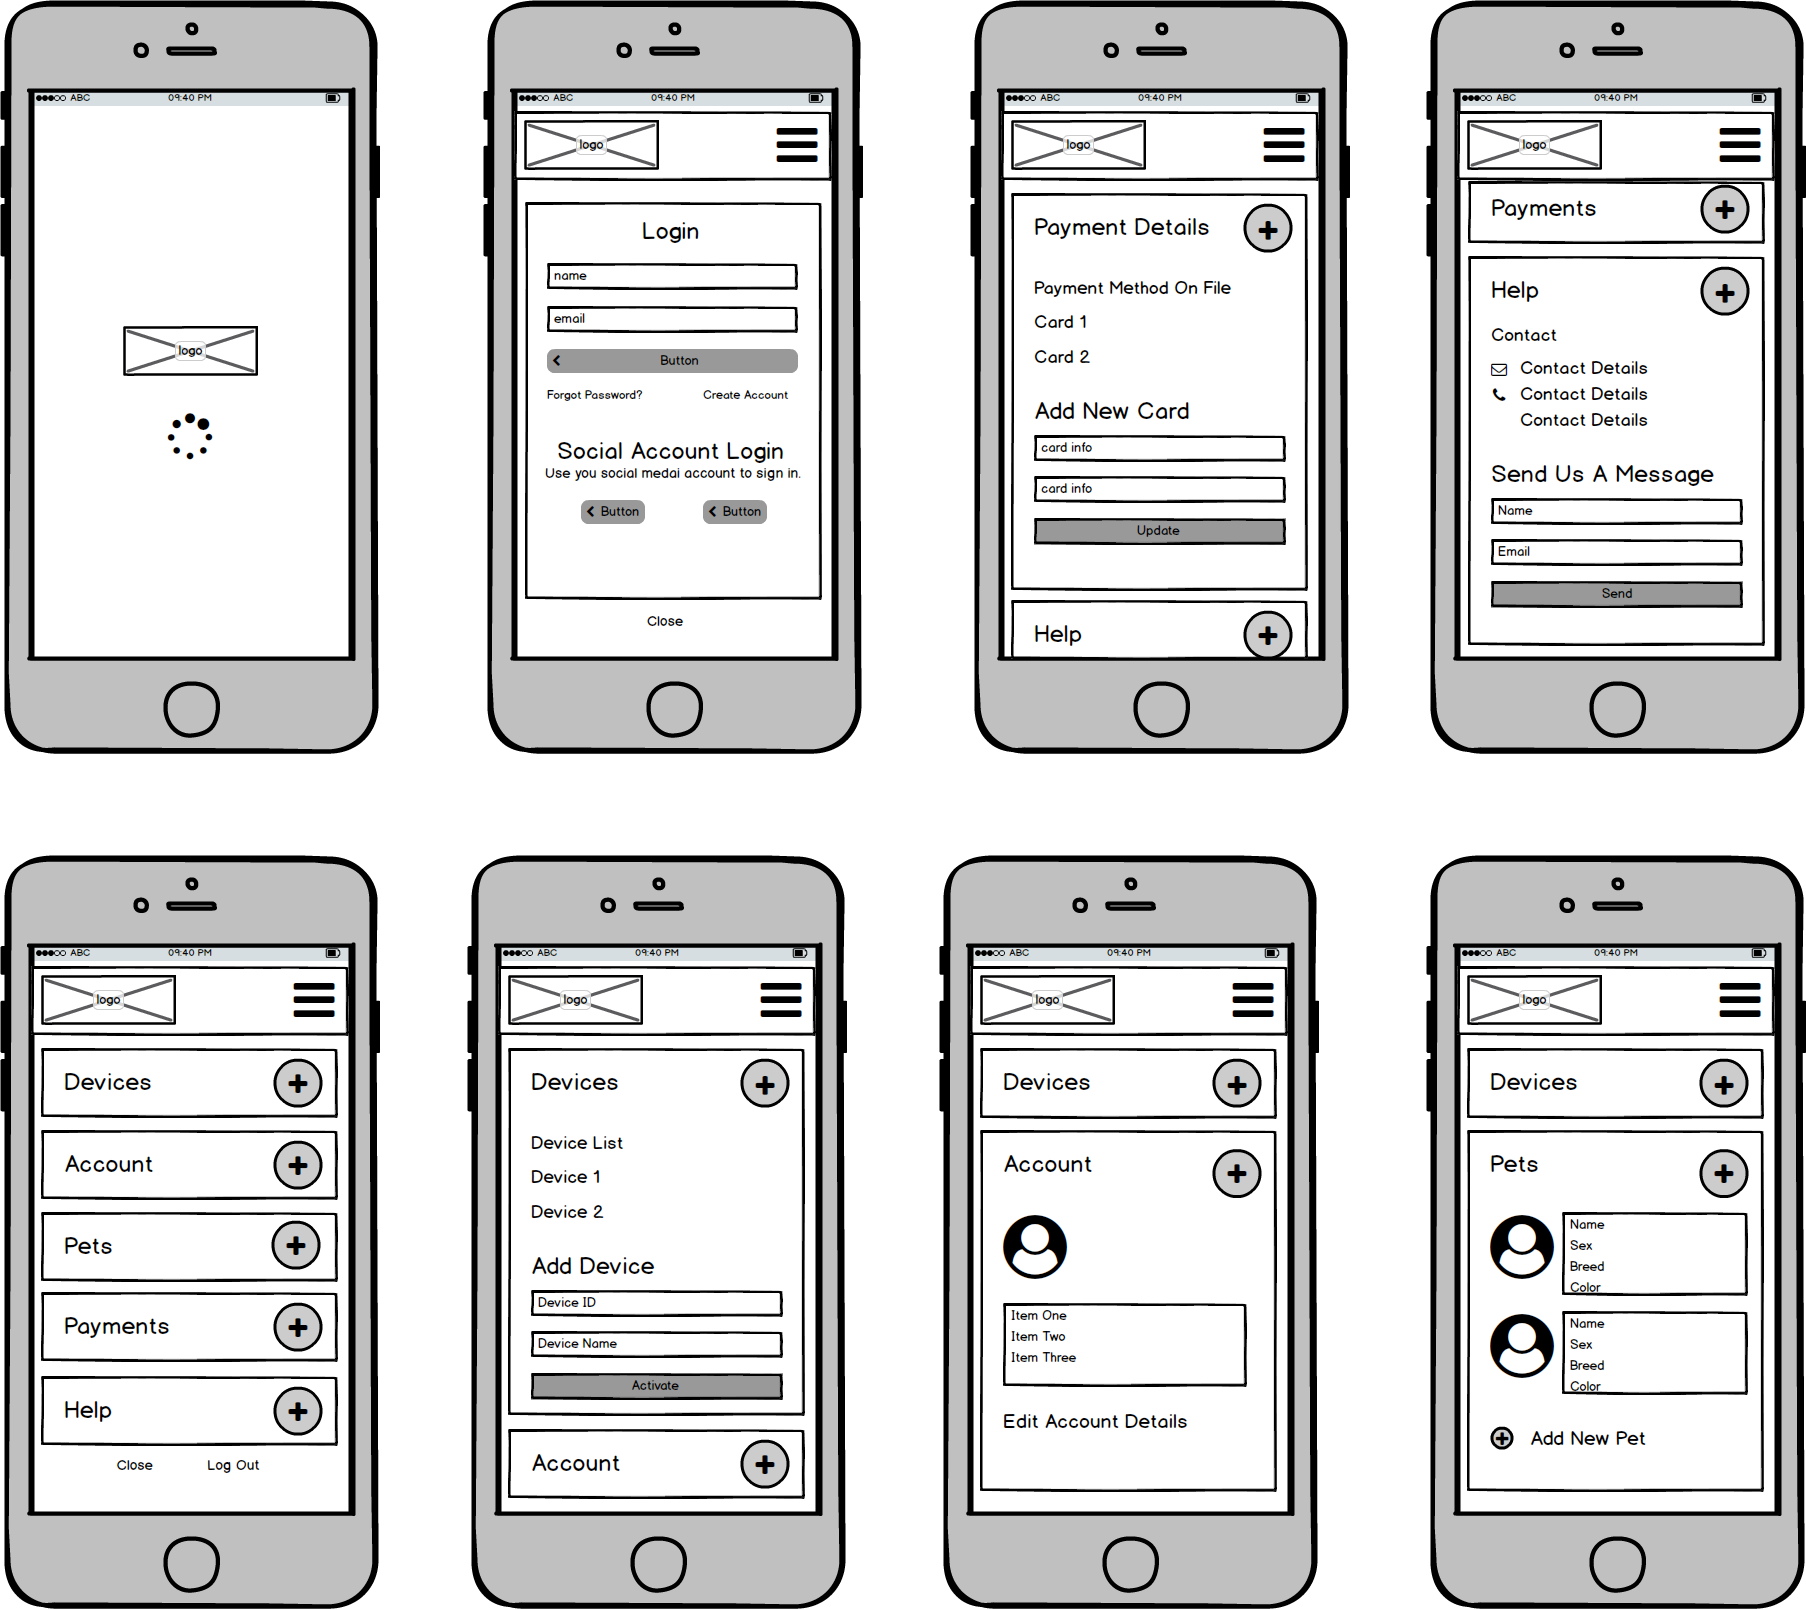 ABC 09:40 PM
logo
ABC 09:40 PM
logo
Login
name
email
Button
Forgot Password? Create Account
Social Account Login
Use you social medai account to sign in.
Button Button
Close
ABC 09:40 PM
logo
Payment Details
Payment Method On File
Card 1
Card 2
Add New Card
card info
card info
Update
Help
ABC 09:40 PM
logo
Payments
Help
Contact
Contact Details
Contact Details
Contact Details
Send Us A Message
Name
Email
Send
ABC 09:40 PM
logo
Devices
Account
Pets
Payments
Help
Close Log Out
ABC 09:40 PM
logo
Devices
Device List
Device 1
Device 2
Add Device
Device ID
Device Name
Activate
Account
ABC 09:40 PM
logo
Devices
Account
Item One
Item Two
Item Three
Edit Account Details
ABC 09:40 PM
logo
Devices
Pets
Name
Sex
Breed
Color
Name
Sex
Breed
Color
Add New Pet